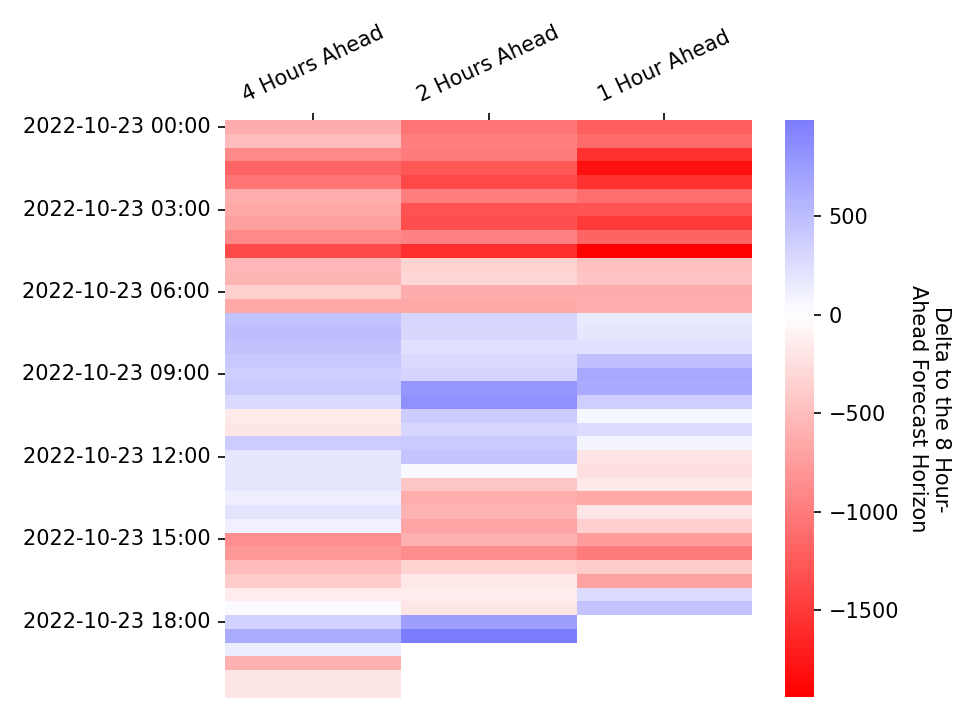 4 Hours Ahead
2 Hours Ahead
1 Hour Ahead
2022-10-23 00:00
2022-10-23 03:00
2022-10-23 06:00
2022-10-23 09:00
2022-10-23 12:00
2022-10-23 15:00
2022-10-23 18:00
500
0
−500
−1000
−1500
Delta to the 8 Hour-
Ahead Forecast Horizon